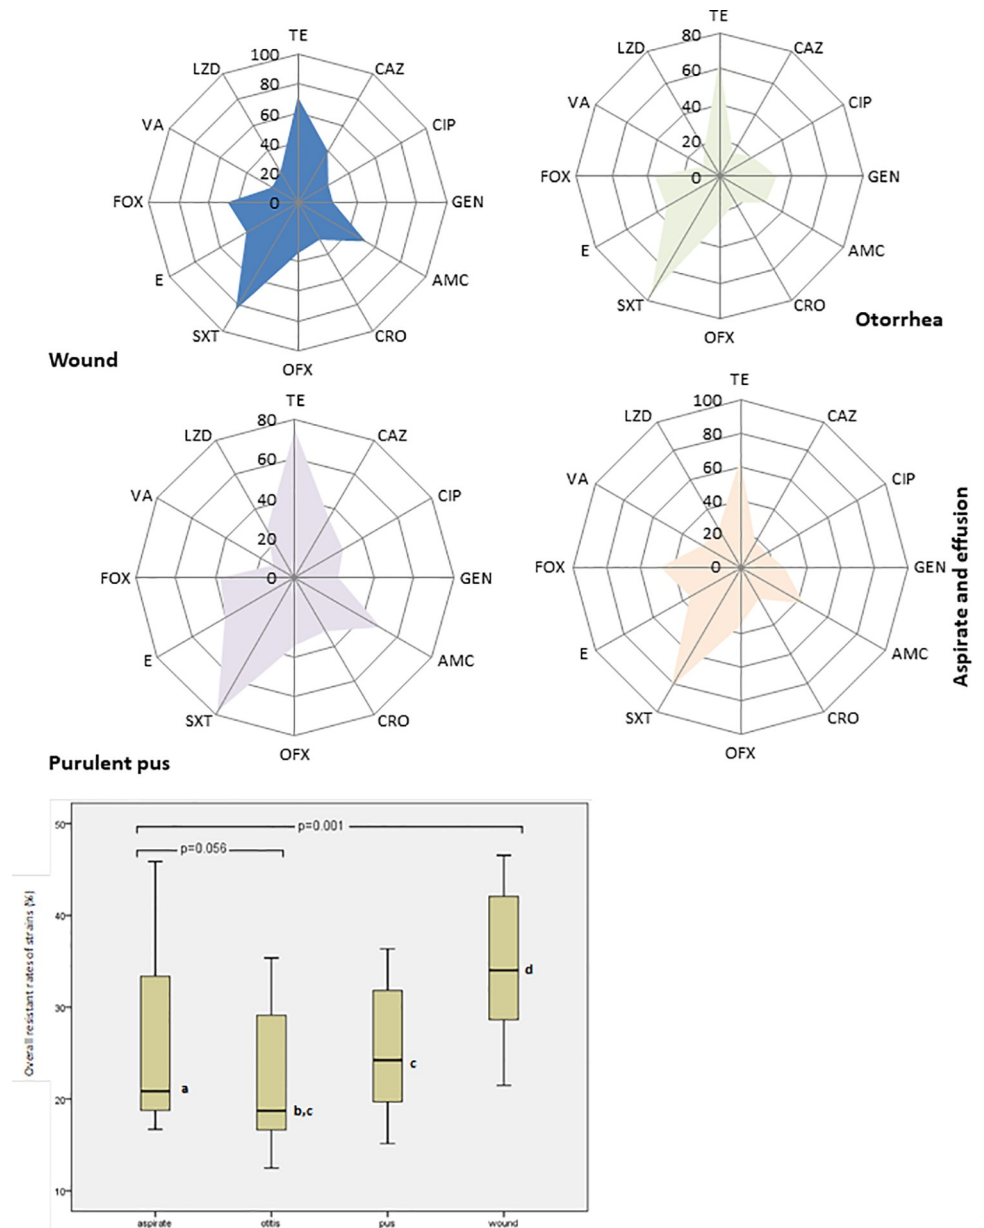 TE
100
LZD
CAZ
80
VA
60
CIP
40
20
FOX
0
GEN
E
AMC
SXT
CRO
OFX
Wound
TE
80
LZD
CAZ
60
VA
40
CIP
20
FOX
0
GEN
E
AMC
SXT
CRO
OFX
Otorrhea
TE
80
LZD
CAZ
60
VA
40
CIP
20
FOX
0
GEN
E
AMC
SXT
CRO
OFX
Purulent pus
TE
100
LZD
CAZ
80
60
VA
CIP
40
20
FOX
0
GEN
E
AMC
SXT
CRO
OFX
Aspirate and effusion
Overall resistant rates of strains (%)
50
40
30
20
10
p=0.001
p=0.056
a
b,c
c
d
aspirate
otitis
pus
wound